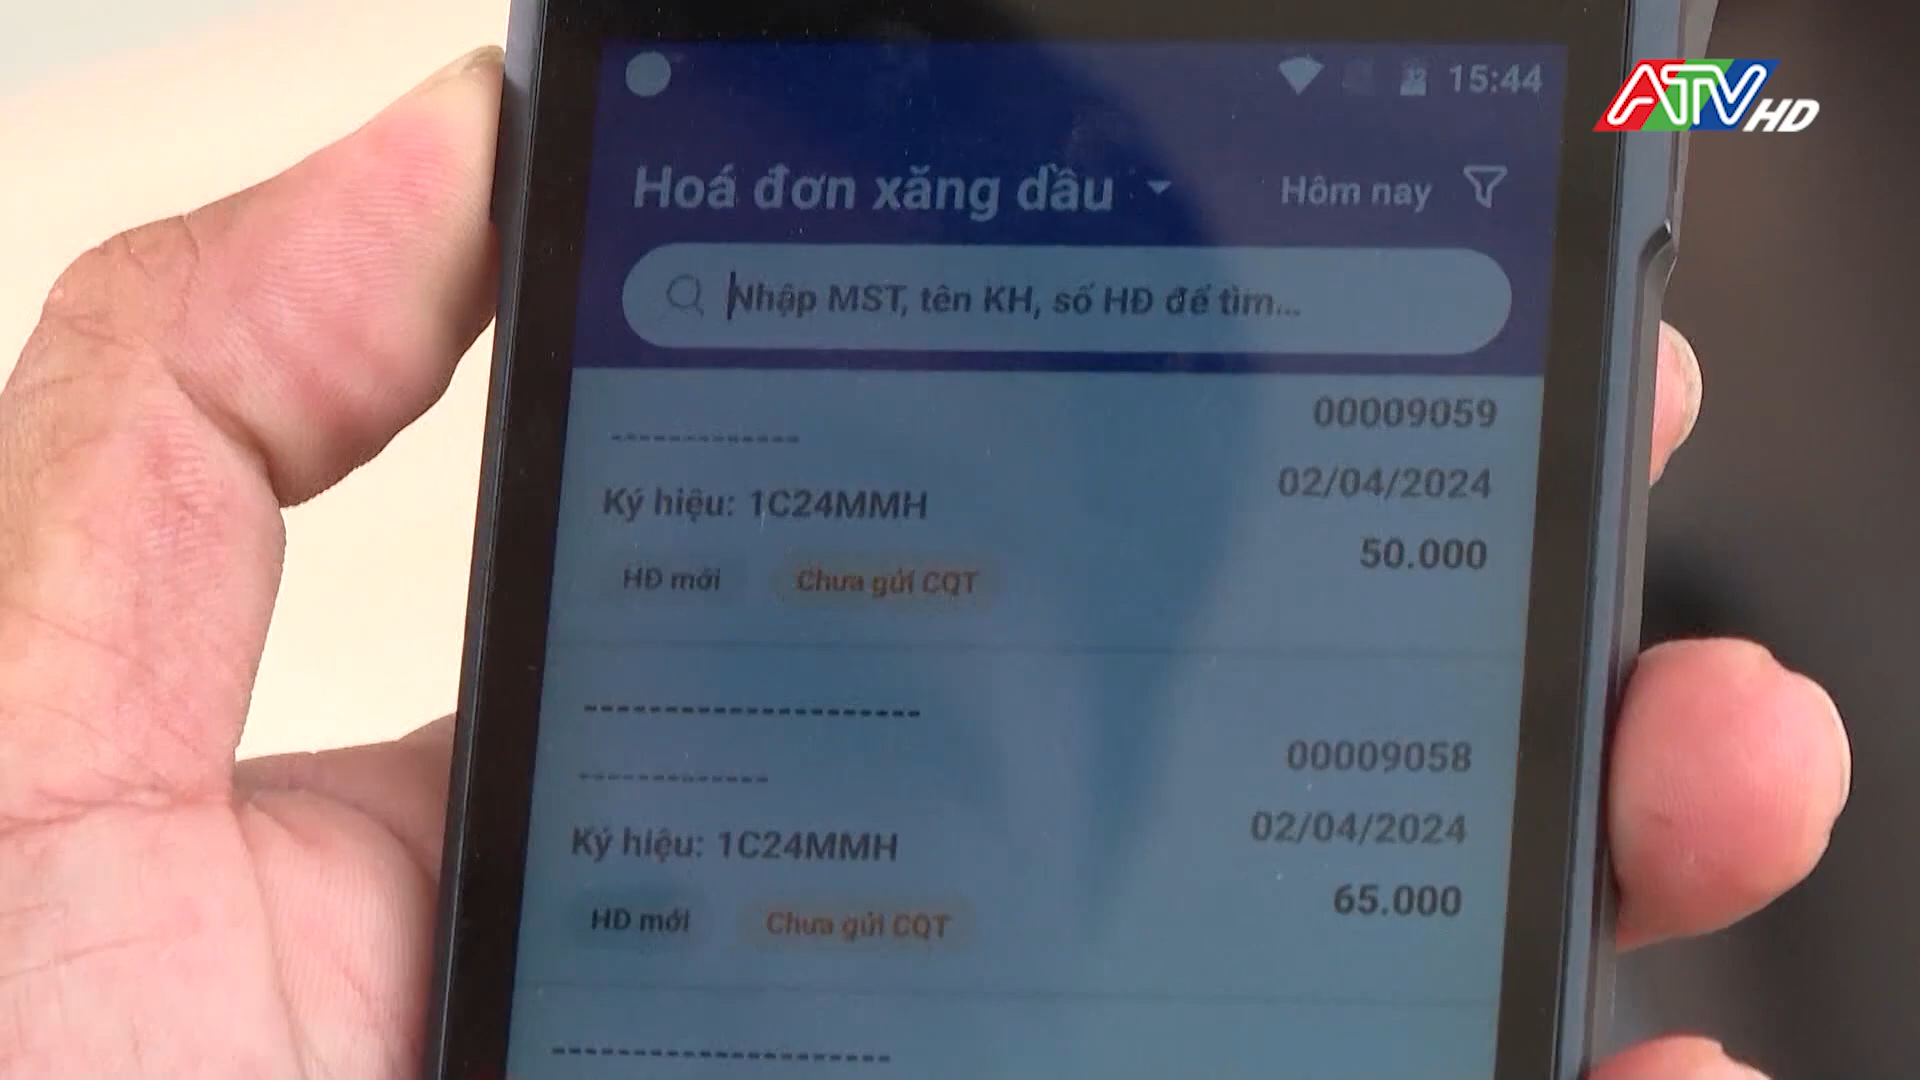 15:44
ATV HD
Hoá đơn xăng dầu Hôm nay
Nhập MST, tên KH, số HĐ để tìm...
00009059
-------------
02/04/2024
Ký hiệu: 1C24MMH
50.000
HĐ mới Chưa gửi CQT
---------------------
00009058
-------------
02/04/2024
Ký hiệu: 1C24MMH
65.000
HĐ mới Chưa gửi CQT
---------------------